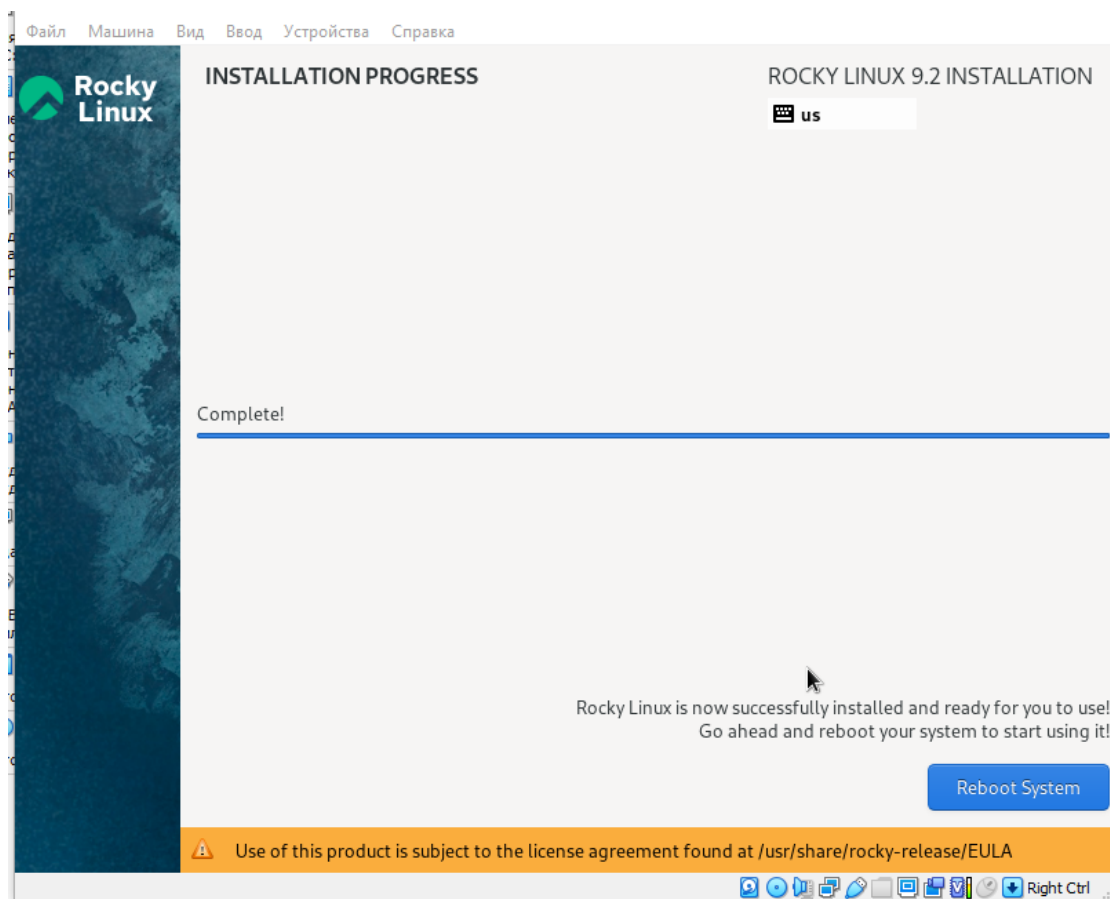 Файл Машина Вид Ввод Устройства Справка
Rocky
Linux
INSTALLATION PROGRESS
ROCKY LINUX 9.2 INSTALLATION
us
Complete!
Rocky Linux is now successfully installed and ready for you to use!
Go ahead and reboot your system to start using it!
Reboot System
Use of this product is subject to the license agreement found at /usr/share/rocky-release/EULA
Right Ctrl